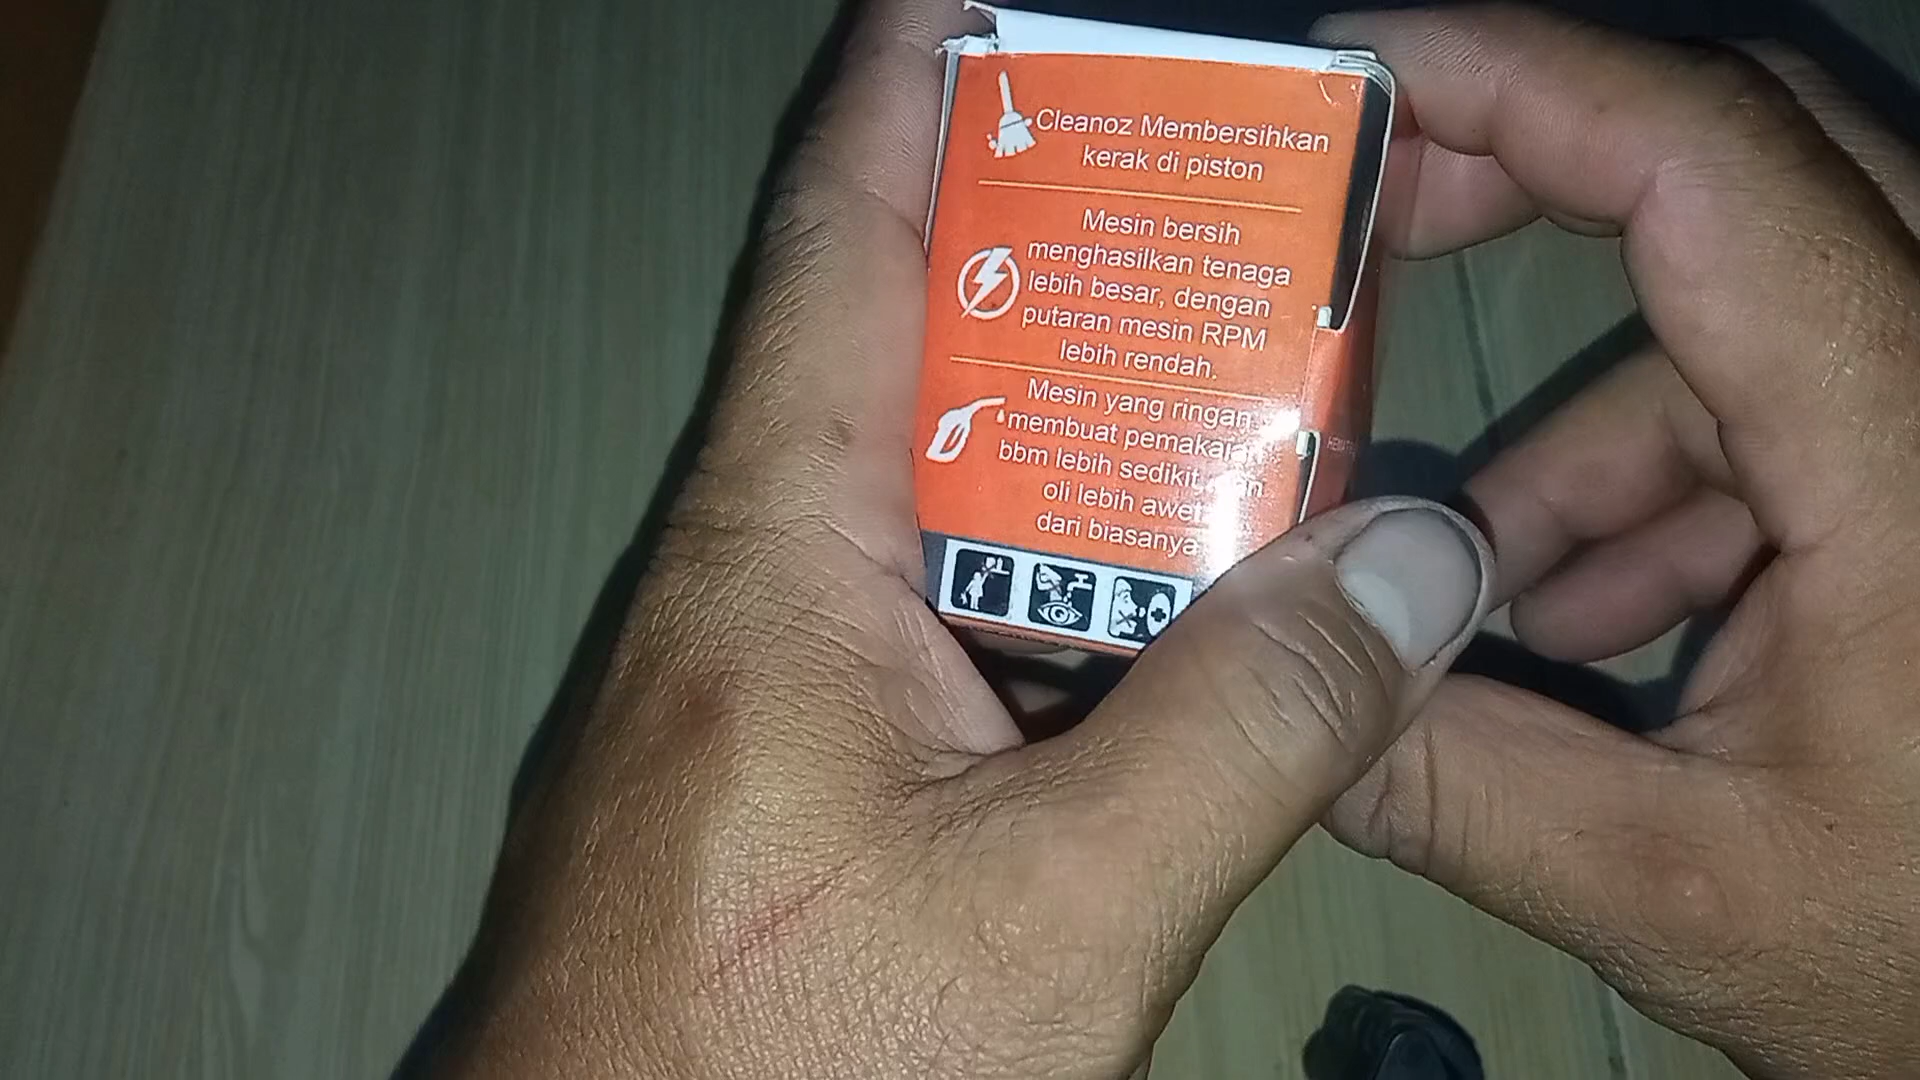 Cleanoz Membersihkan
kerak di piston
Mesin bersih
menghasilkan tenaga
lebih besar, dengan
putaran mesin RPM
lebih rendah.
Mesin yang ringan
membuat pemakaian
bbm lebih sedikit
oli lebih awet
dari biasanya